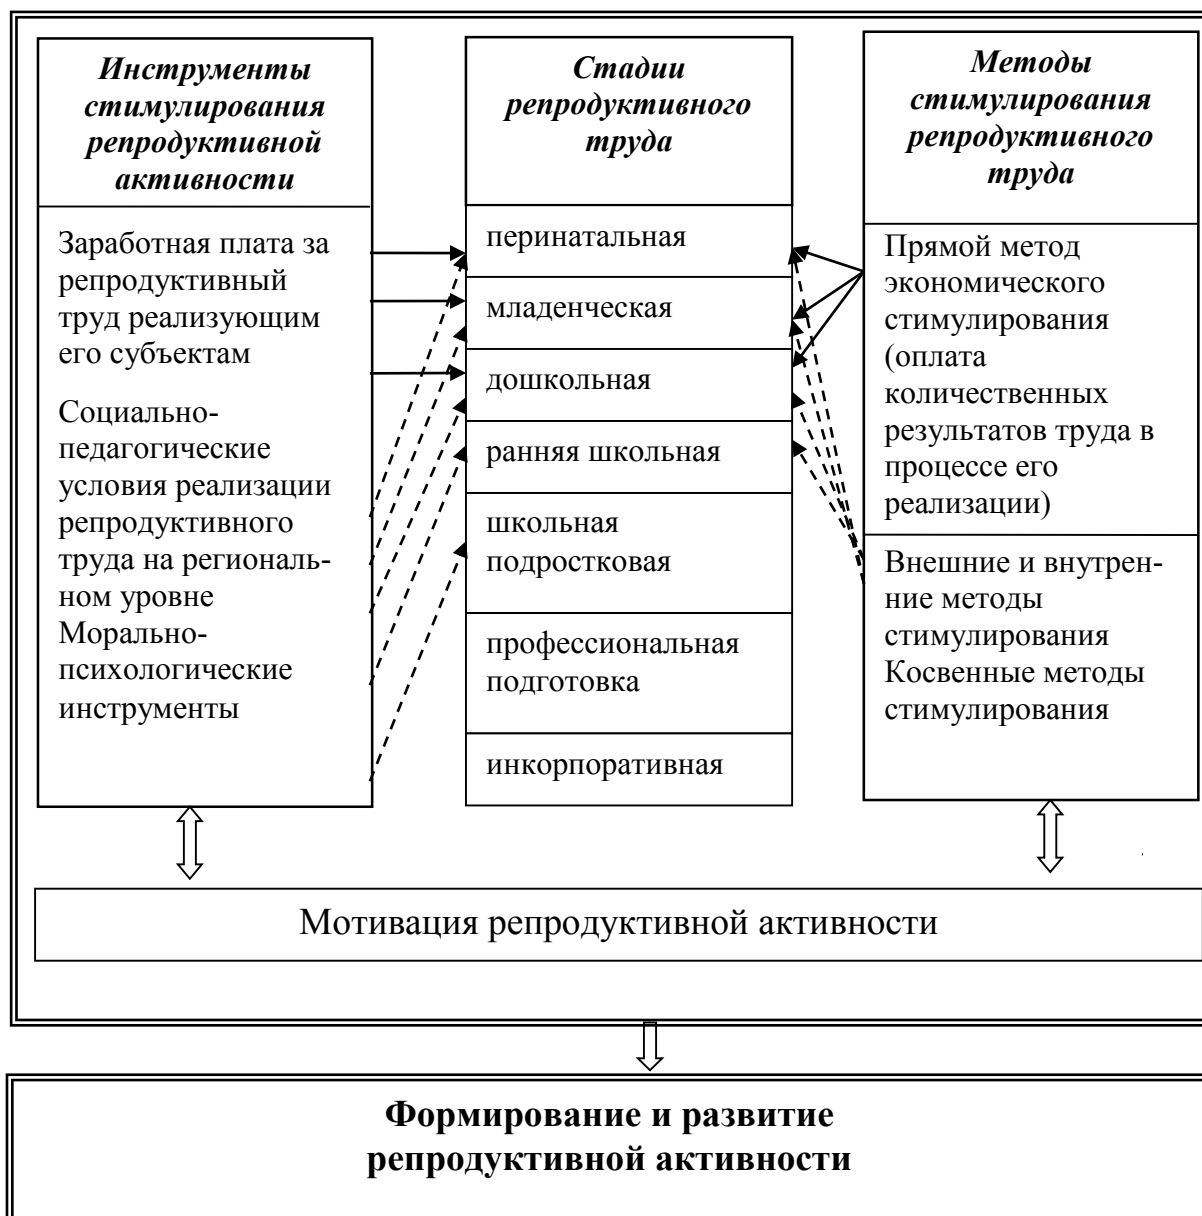 Инструменты
стимулирования
репродуктивной
активности
Заработная плата за
репродуктивный
труд реализующим
его субъектам
Социально-
педагогические
условия реализации
репродуктивного
труда на региональ-
ном уровне
Морально-
психологические
инструменты
Стадии
репродуктивного
труда
перинатальная
младенческая
дошкольная
ранняя школьная
школьная
подростковая
профессиональная
подготовка
инкорпоративная
Методы
стимулирования
репродуктивного
труда
Прямой метод
экономического
стимулирования
(оплата
количественных
результатов труда в
процессе его
реализации)
Внешние и внутрен-
ние методы
стимулирования
Косвенные методы
стимулирования
Мотивация репродуктивной активности
Формирование и развитие
репродуктивной активности